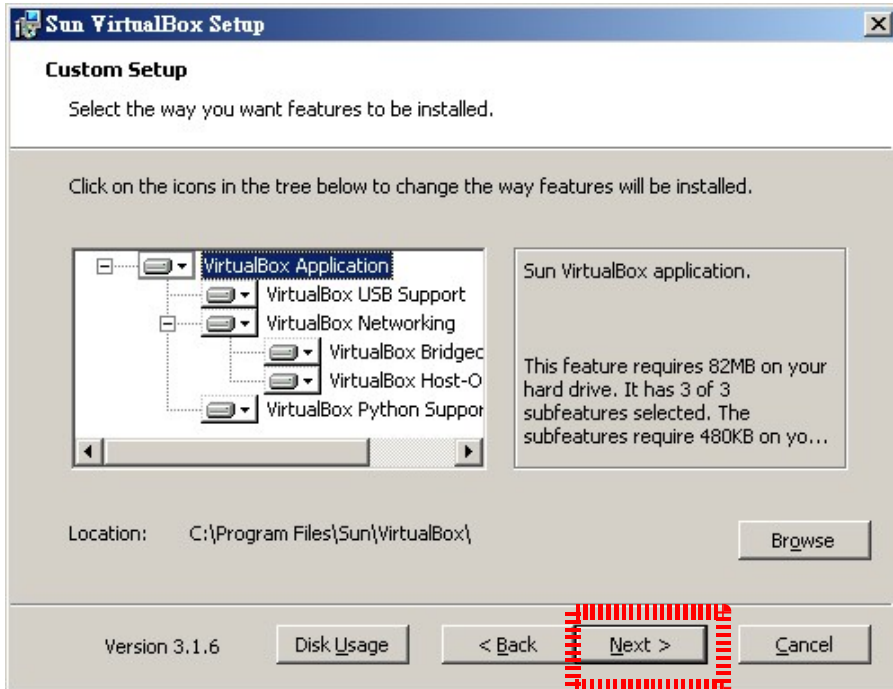 Sun VirtualBox Setup
Custom Setup
Select the way you want features to be installed.
Click on the icons in the tree below to change the way features will be installed.
VirtualBox Application
VirtualBox USB Support
VirtualBox Networking
VirtualBox Bridged
VirtualBox Host-O
VirtualBox Python Suppor
Sun VirtualBox application.
This feature requires 82MB on your
hard drive. It has 3 of 3
subfeatures selected. The
subfeatures require 480KB on yo...
Location: C:\Program Files\Sun\VirtualBox\
Browse
Version 3.1.6
Disk Usage
< Back
Next >
Cancel